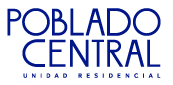 POBLADO
CENTRAL
UNIDAD RESIDENCIAL